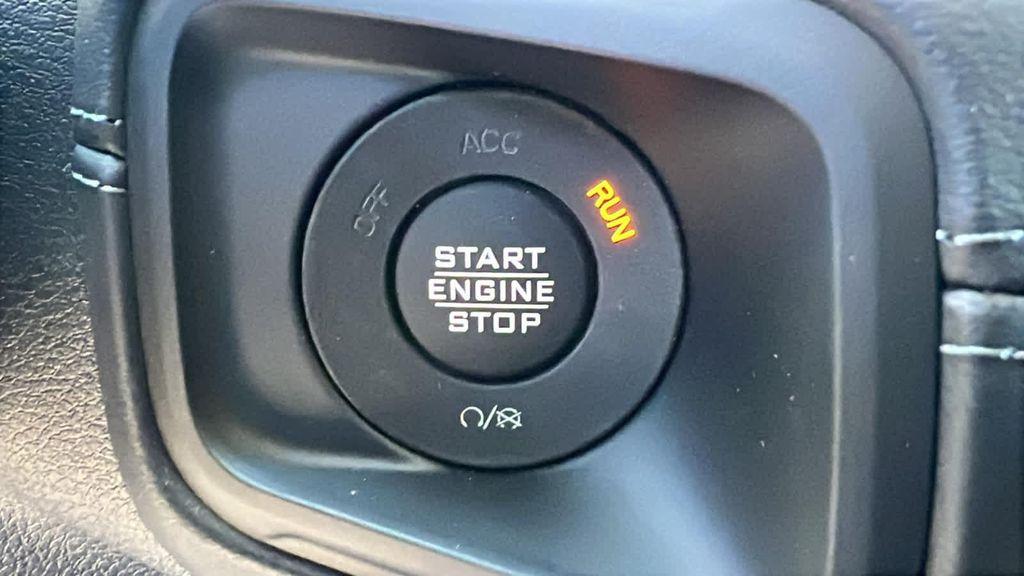 ACC
OFF
RUN
START
ENGINE
STOP